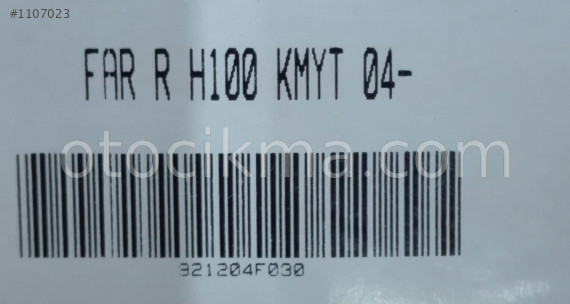 #1107023
FAR R H100 KMYT 04-
otocikma.com
921204F030